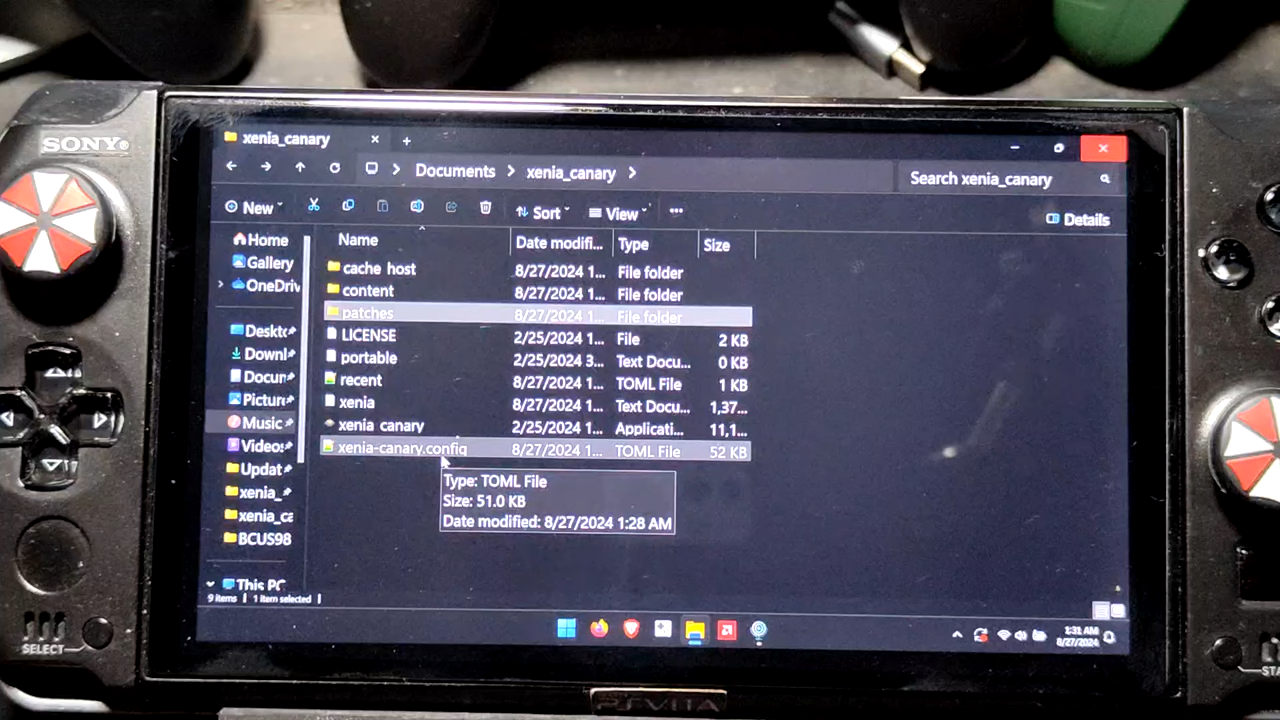 SONY
xenia_canary
Documents > xenia_canary >
Search xenia_canary
New
Sort
View
Details
Name Date modifi... Type Size
Home
Gallery
OneDriv
Deskto
Downl
Docun
Picture
Music
Videos
Updat
xenia_
xenia_ca
BCUS98
This PC
cache host 8/27/2024 1... File folder
content 8/27/2024 1... File folder
patches 8/27/2024 1... File folder
LICENSE 2/25/2024 1... File 2 KB
portable 2/25/2024 3... Text Docu... 0 KB
recent 8/27/2024 1... TOML File 1 KB
xenia 8/27/2024 1... Text Docu... 1,37...
xenia canary 2/25/2024 1... Applicati... 11,1...
xenia-canary.config 8/27/2024 1... TOML File 52 KB
Type: TOML File
Size: 51.0 KB
Date modified: 8/27/2024 1:28 AM
9 items 1 item selected
1:31 AM
8/27/2024
SELECT
STA
PSVITA